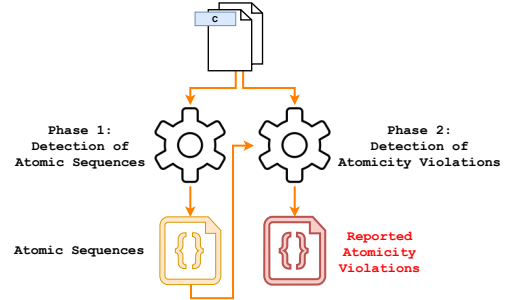 C
Phase 1:
Detection of
Atomic Sequences
Phase 2:
Detection of
Atomicity Violations
Atomic Sequences
{}
{}
Reported
Atomicity
Violations